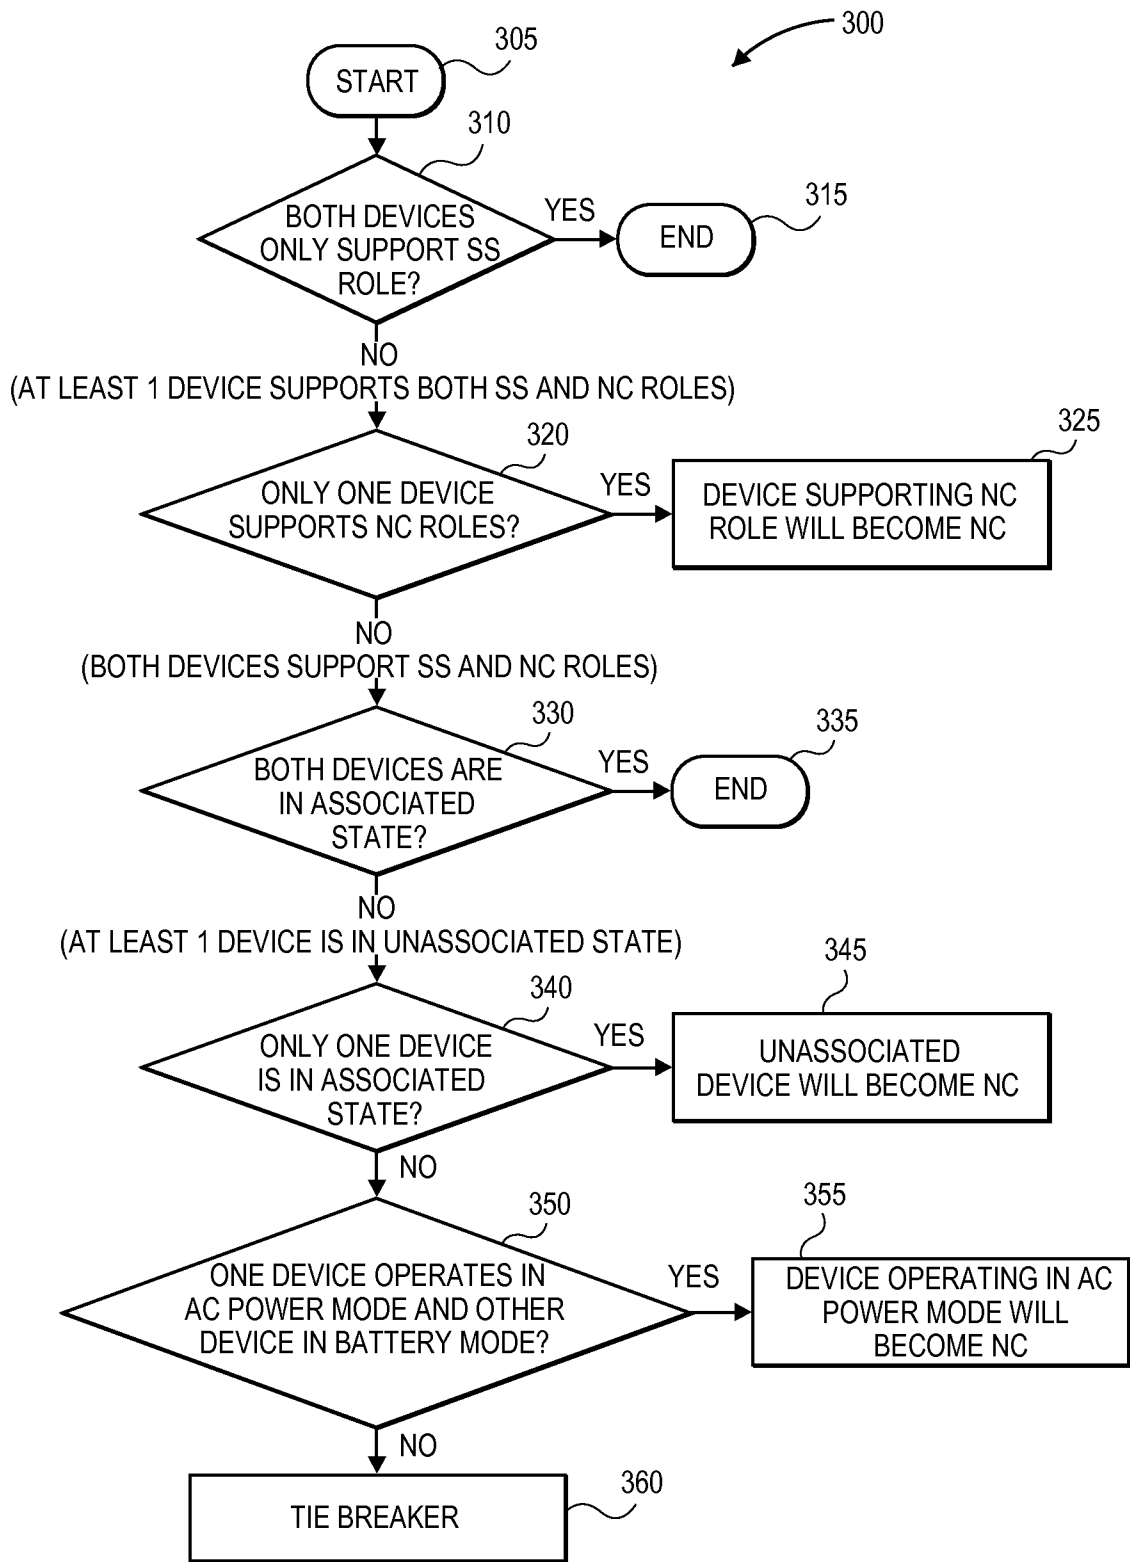 300
305
START
310
BOTH DEVICES
ONLY SUPPORT SS
ROLE?
YES
315
END
NO
(AT LEAST 1 DEVICE SUPPORTS BOTH SS AND NC ROLES)
320
ONLY ONE DEVICE
SUPPORTS NC ROLES?
YES
325
DEVICE SUPPORTING NC
ROLE WILL BECOME NC
NO
(BOTH DEVICES SUPPORT SS AND NC ROLES)
330
BOTH DEVICES ARE
IN ASSOCIATED
STATE?
YES
335
END
NO
(AT LEAST 1 DEVICE IS IN UNASSOCIATED STATE)
340
ONLY ONE DEVICE
IS IN ASSOCIATED
STATE?
YES
345
UNASSOCIATED
DEVICE WILL BECOME NC
NO
350
ONE DEVICE OPERATES IN
AC POWER MODE AND OTHER
DEVICE IN BATTERY MODE?
YES
355
DEVICE OPERATING IN AC
POWER MODE WILL
BECOME NC
NO
360
TIE BREAKER